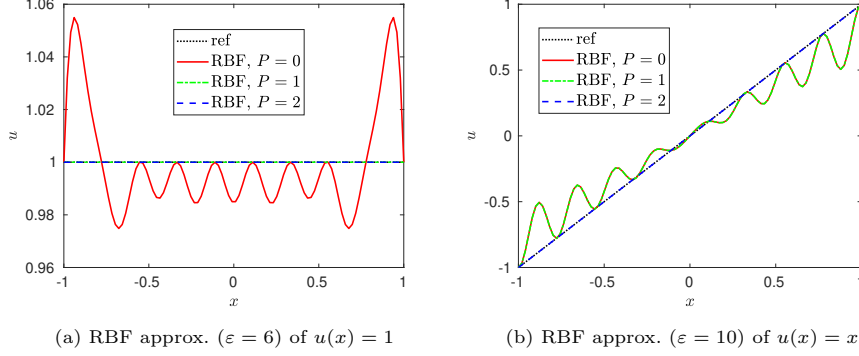 1.06
1.04
1.02
1
0.98
0.96
-1
-0.5
0
0.5
1
u
x
ref
RBF, P = 0
RBF, P = 1
RBF, P = 2
(a) RBF approx. (ε = 6) of u(x) = 1
1
0.5
0
-0.5
-1
-1
-0.5
0
0.5
1
u
x
ref
RBF, P = 0
RBF, P = 1
RBF, P = 2
(b) RBF approx. (ε = 10) of u(x) = x